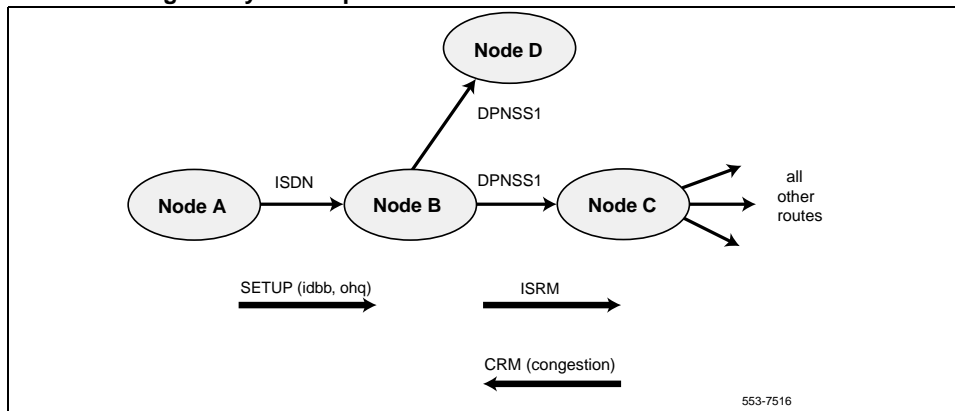 Node D
DPNSS1
ISDN
DPNSS1
all
other
routes
Node A
Node B
Node C
SETUP (idbb, ohq)
ISRM
CRM (congestion)
553-7516